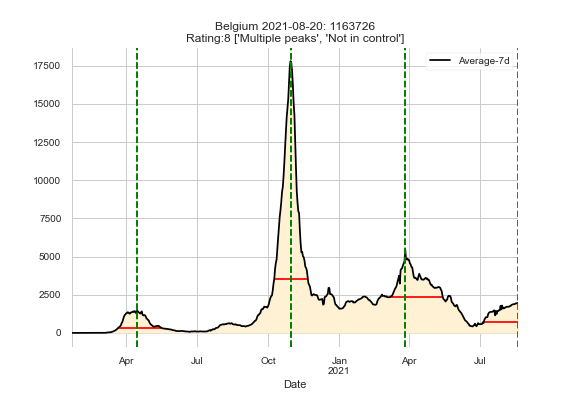 Belgium 2021-08-20: 1163726
Rating:8 ['Multiple peaks', 'Not in control']
Average-7d
17500
15000
12500
10000
7500
5000
2500
0
Apr Jul Oct Jan Apr Jul
2021
Date